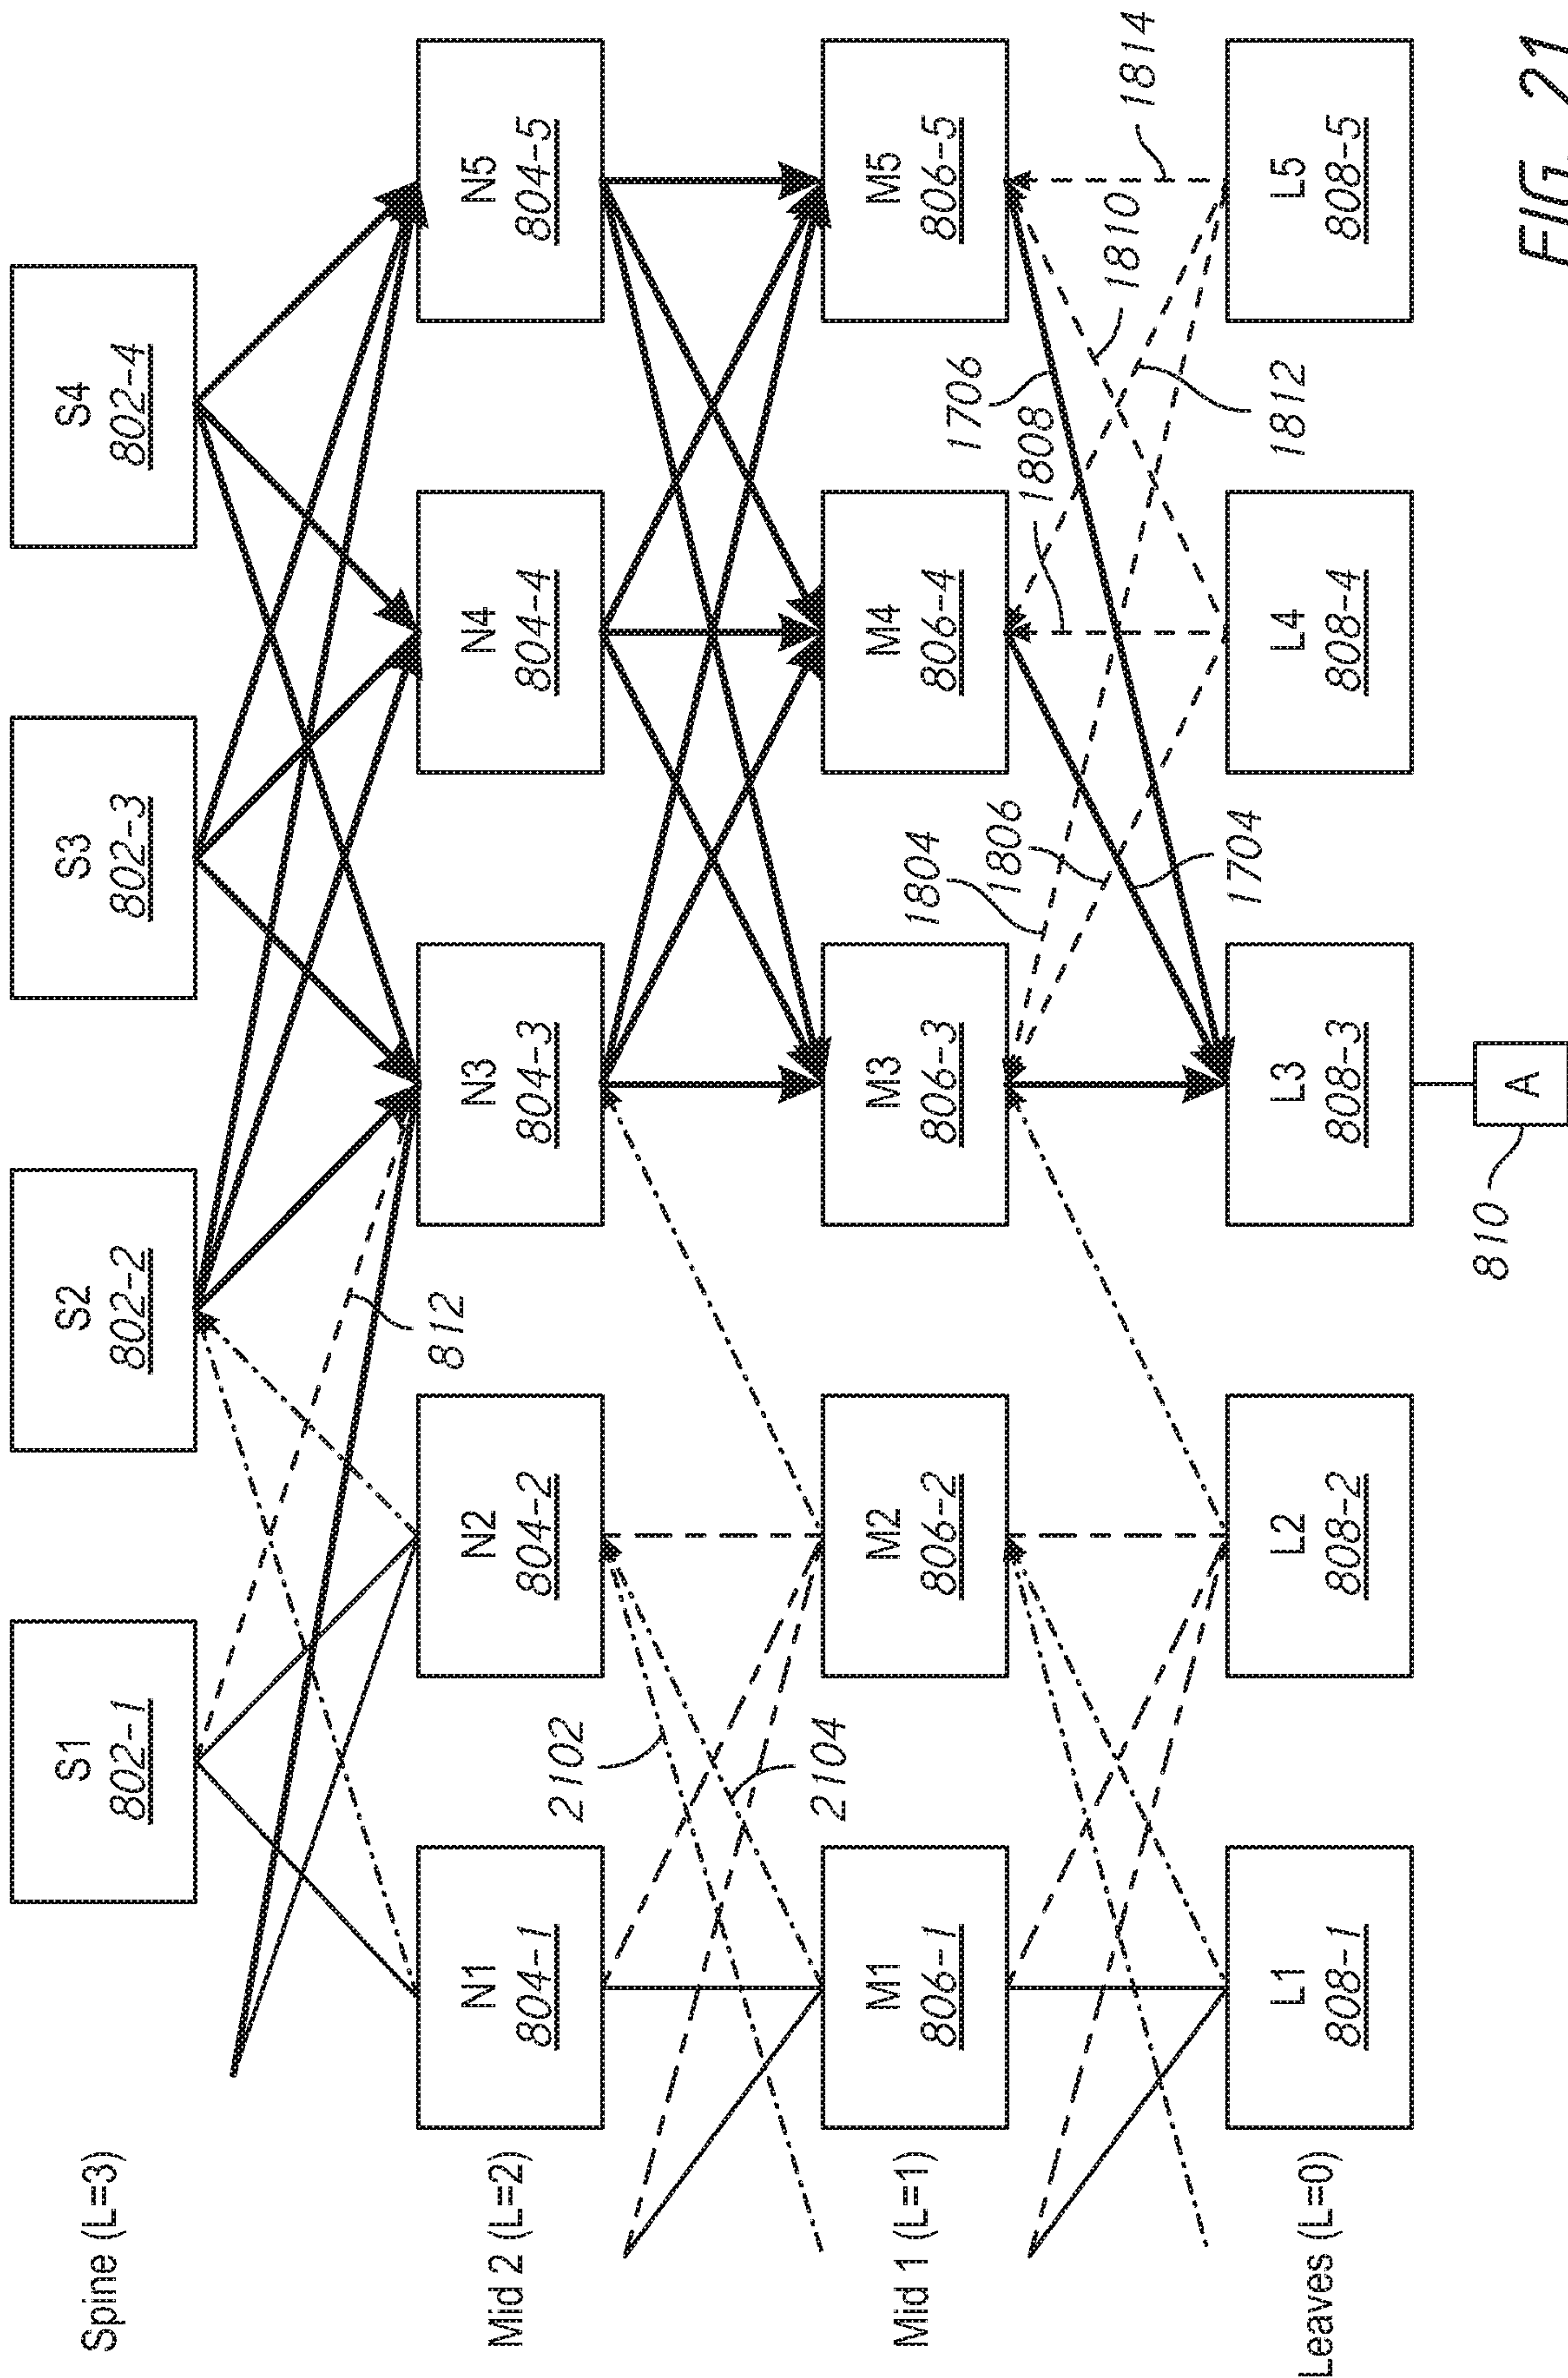 Spine (L=3)
S1
802-1
S2
802-2
S3
802-3
S4
802-4
812
Mid 2 (L=2)
N1
804-1
N2
804-2
N3
804-3
N4
804-4
N5
804-5
2102
2104
Mid 1 (L=1)
M1
806-1
M2
806-2
M3
806-3
M4
806-4
M5
806-5
1804
1806
1704
1706
1808
1810
1812
1814
Leaves (L=0)
L1
808-1
L2
808-2
L3
808-3
L4
808-4
L5
808-5
810
A
FIG. 21